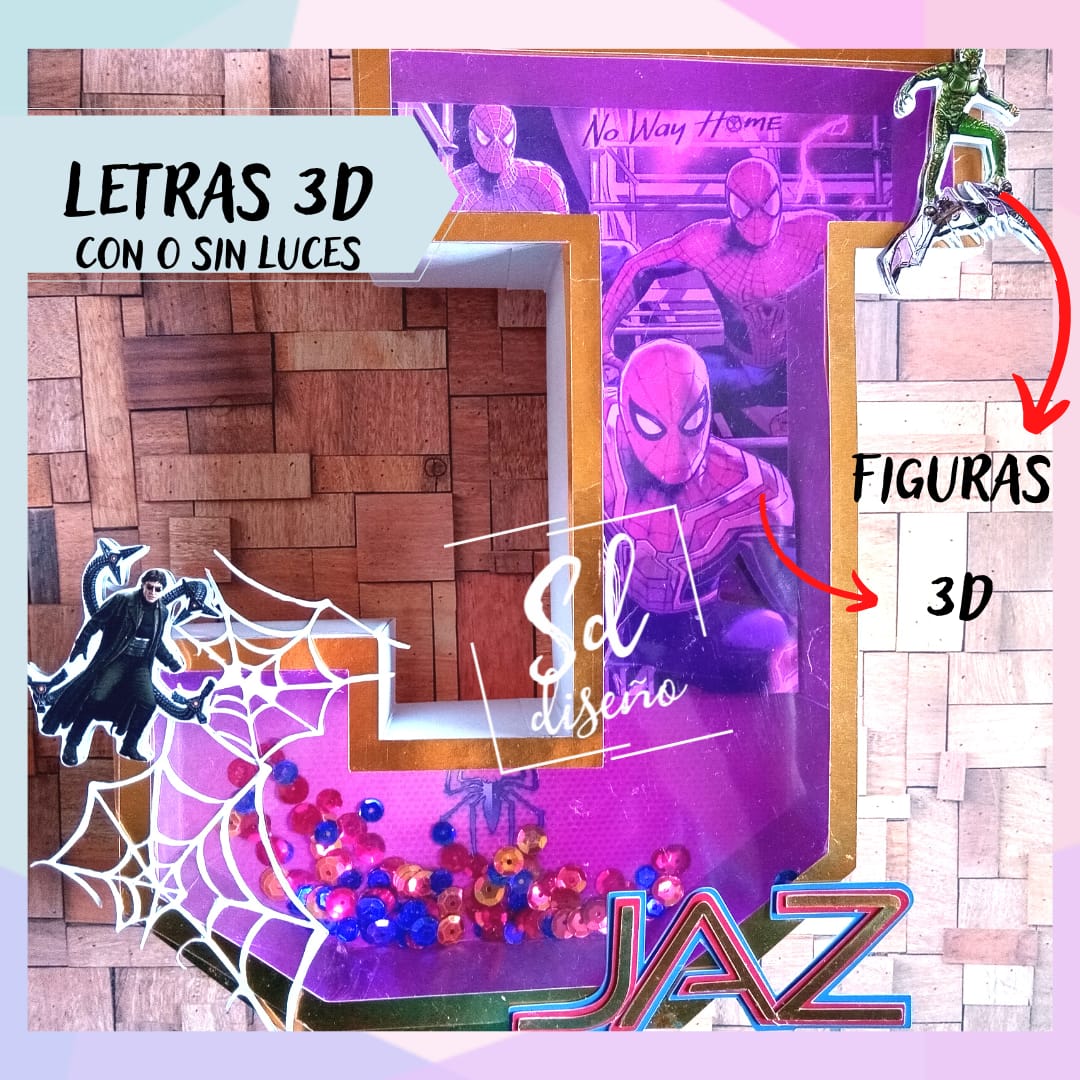 No Way Home
LETRAS 3D
CON O SIN LUCES
FIGURAS
3D
Sd
diseño
JAZ